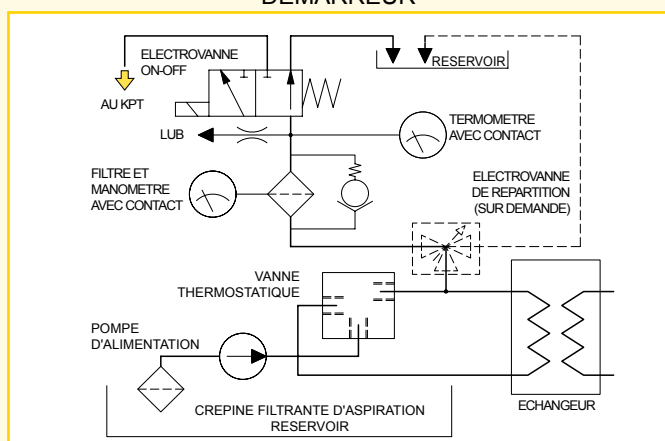 DEMARREUR
ELECTROVANNE
ON-OFF
RESERVOIR
AU KPT
LUB
TERMOMETRE
AVEC CONTACT
FILTRE ET
MANOMETRE
AVEC CONTACT
ELECTROVANNE
DE REPARTITION
(SUR DEMANDE)
VANNE
THERMOSTATIQUE
POMPE
D'ALIMENTATION
CREPINE FILTRANTE D'ASPIRATION
RESERVOIR
ECHANGEUR